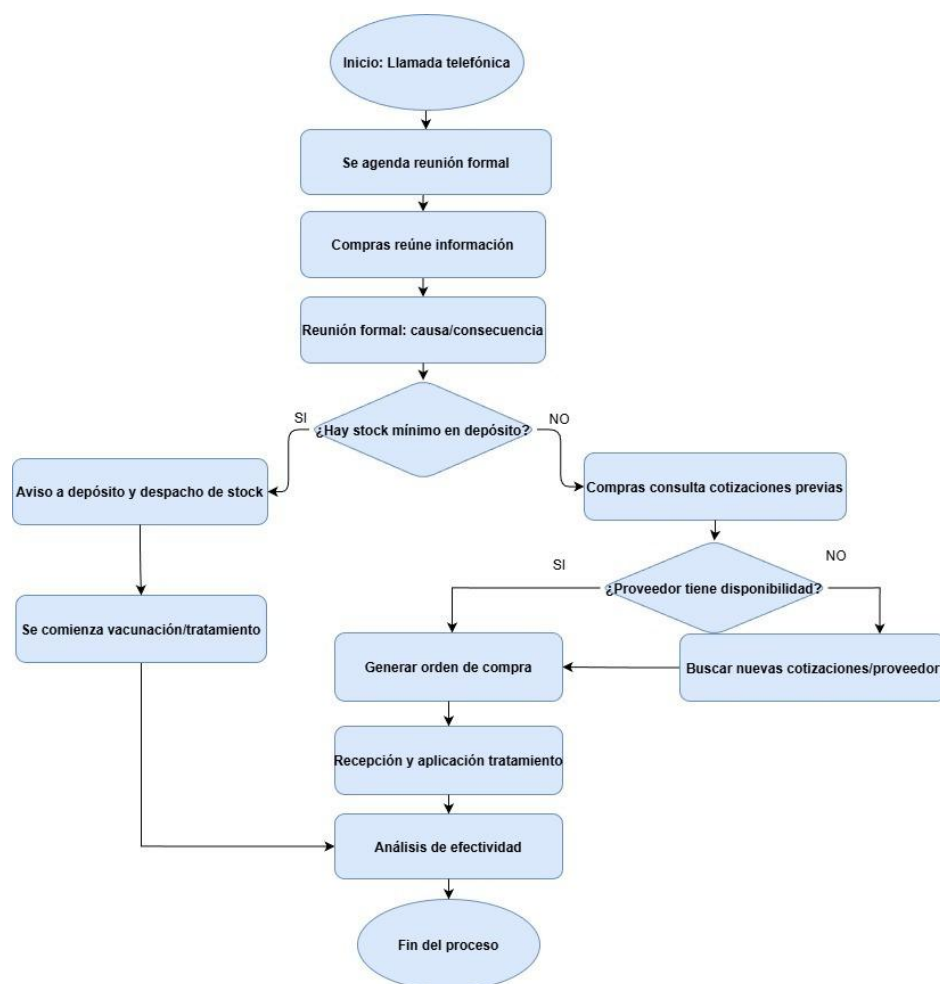 Inicio: Llamada telefónica
Se agenda reunión formal
Compras reúne información
Reunión formal: causa/consecuencia
SI
¿Hay stock mínimo en depósito?
NO
Aviso a depósito y despacho de stock
Compras consulta cotizaciones previas
SI
¿Proveedor tiene disponibilidad?
NO
Se comienza vacunación/tratamiento
Generar orden de compra
Buscar nuevas cotizaciones/proveedor
Recepción y aplicación tratamiento
Análisis de efectividad
Fin del proceso